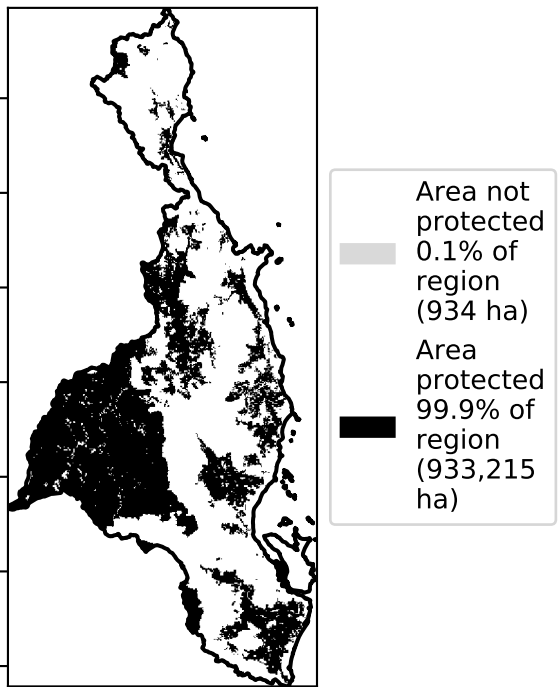 Area not
protected
0.1% of
region
(934 ha)
Area
protected
99.9% of
region
(933,215
ha)